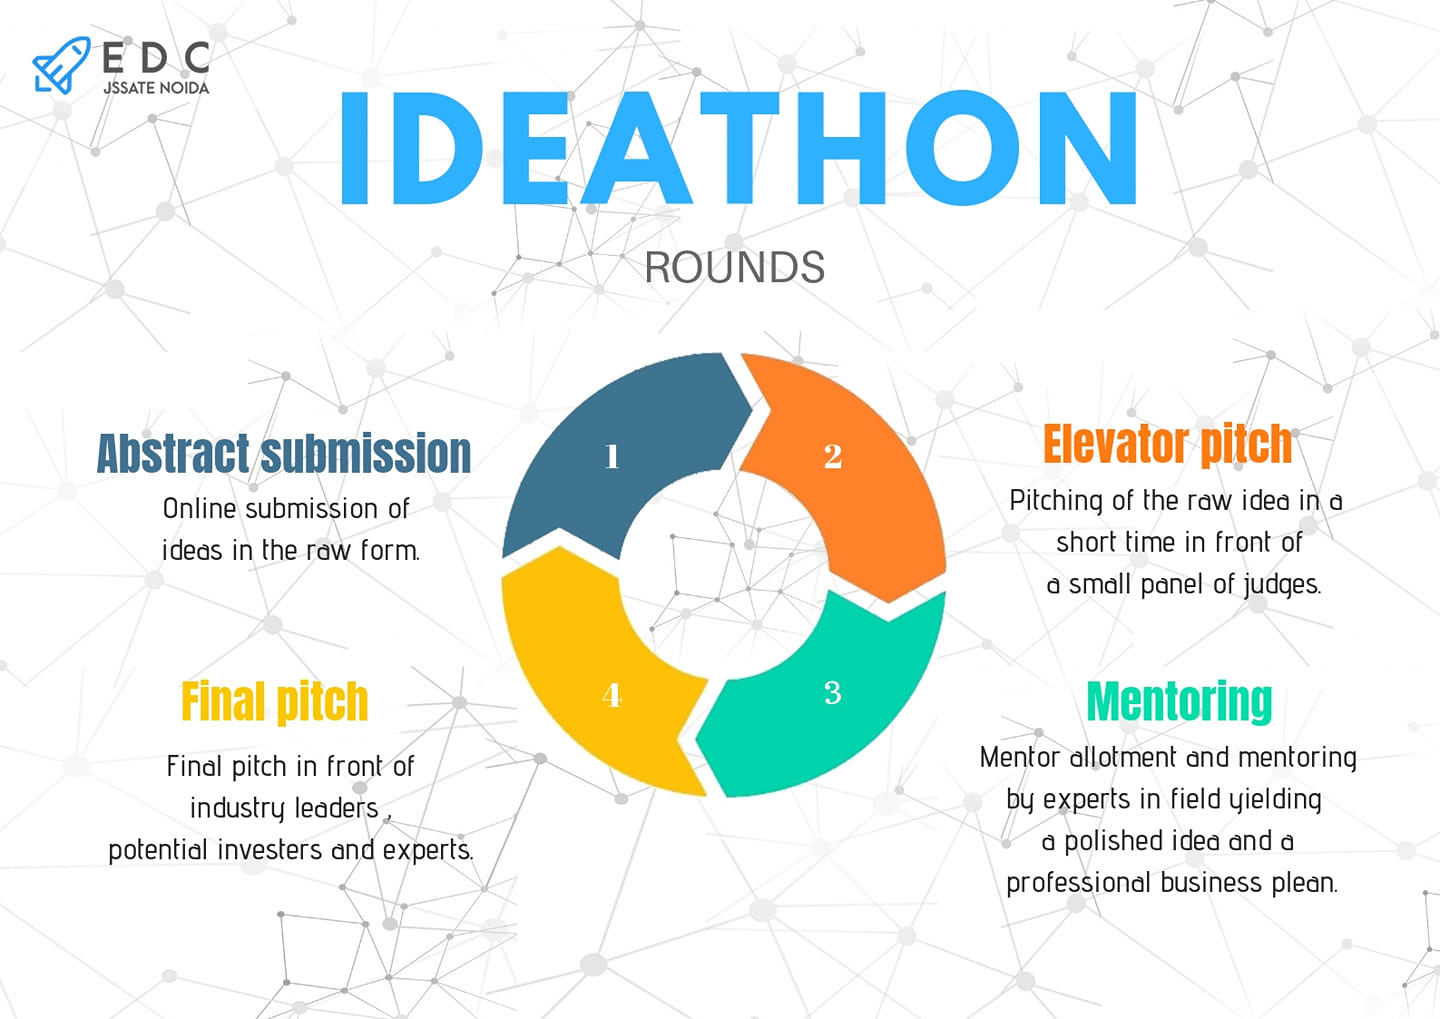 EDC
JSSATE NOIDA
IDEATHON
ROUNDS
1
2
3
4
Abstract submission
Online submission of
ideas in the raw form.
Elevator pitch
Pitching of the raw idea in a
short time in front of
a small panel of judges.
Mentoring
Mentor allotment and mentoring
by experts in field yielding
a polished idea and a
professional business plean.
Final pitch
Final pitch in front of
industry leaders ,
potential investers and experts.